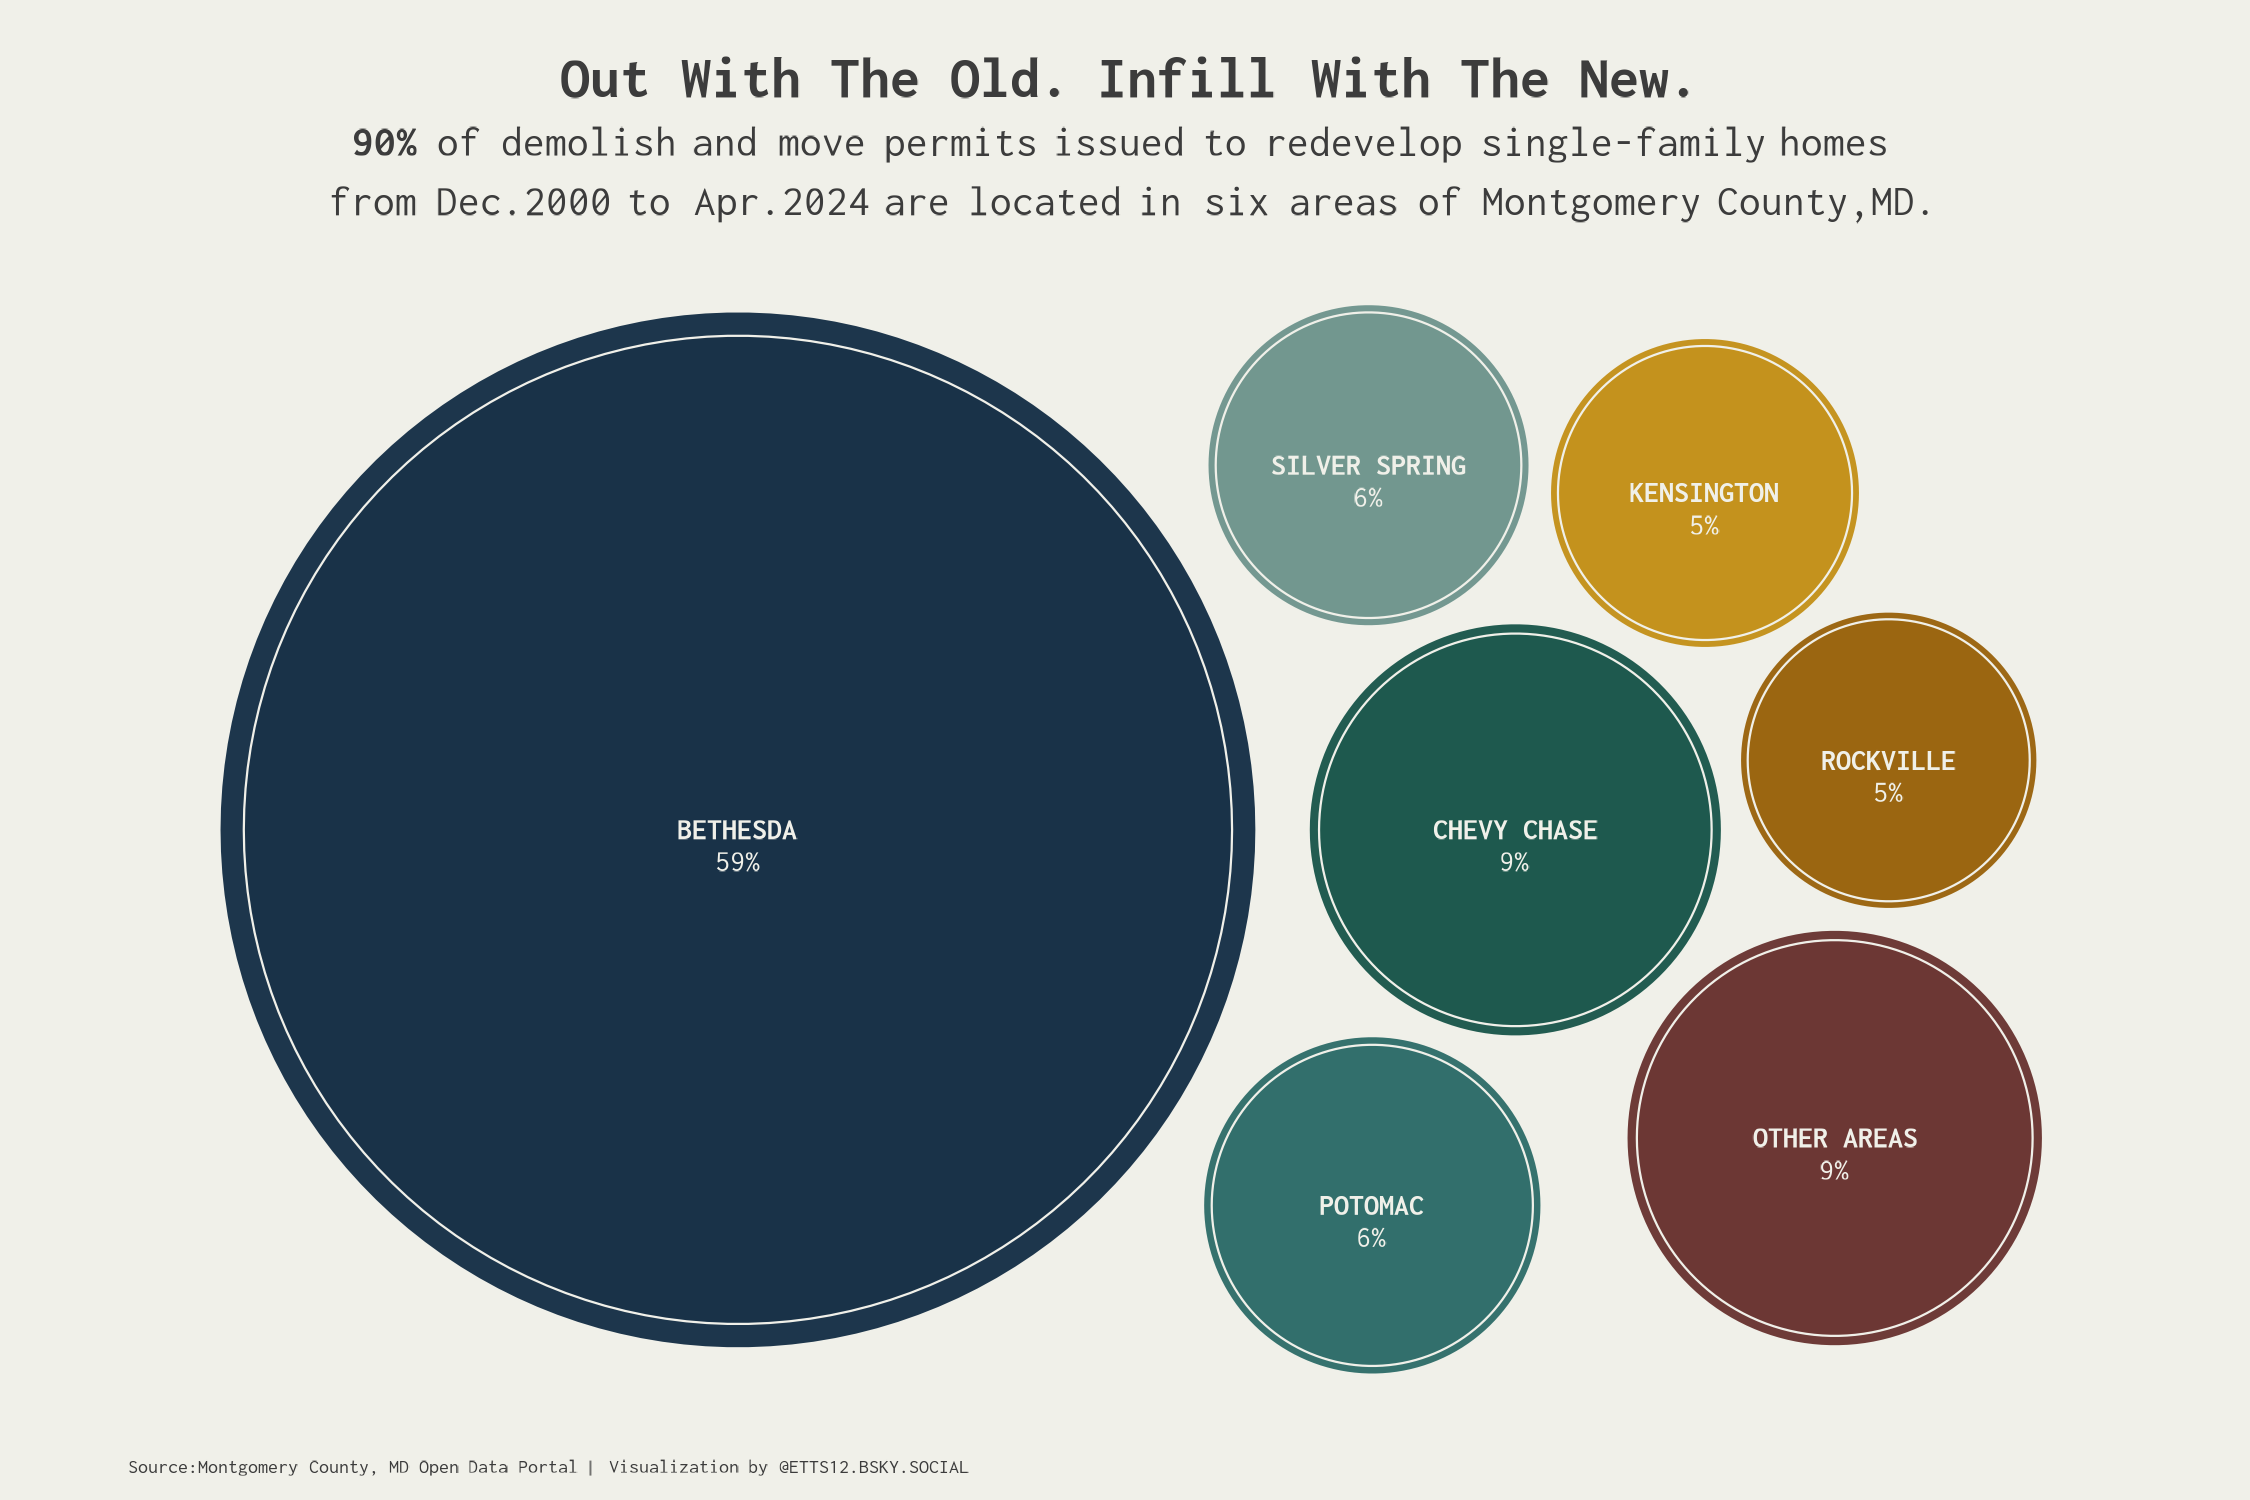 Out With The Old. Infill With The New.
90% of demolish and move permits issued to redevelop single-family homes
from Dec.2000 to Apr.2024 are located in six areas of Montgomery County,MD.
SILVER SPRING
6%
KENSINGTON
5%
ROCKVILLE
5%
BETHESDA
59%
CHEVY CHASE
9%
OTHER AREAS
9%
POTOMAC
6%
Source:Montgomery County, MD Open Data Portal | Visualization by @ETTS12.BSKY.SOCIAL